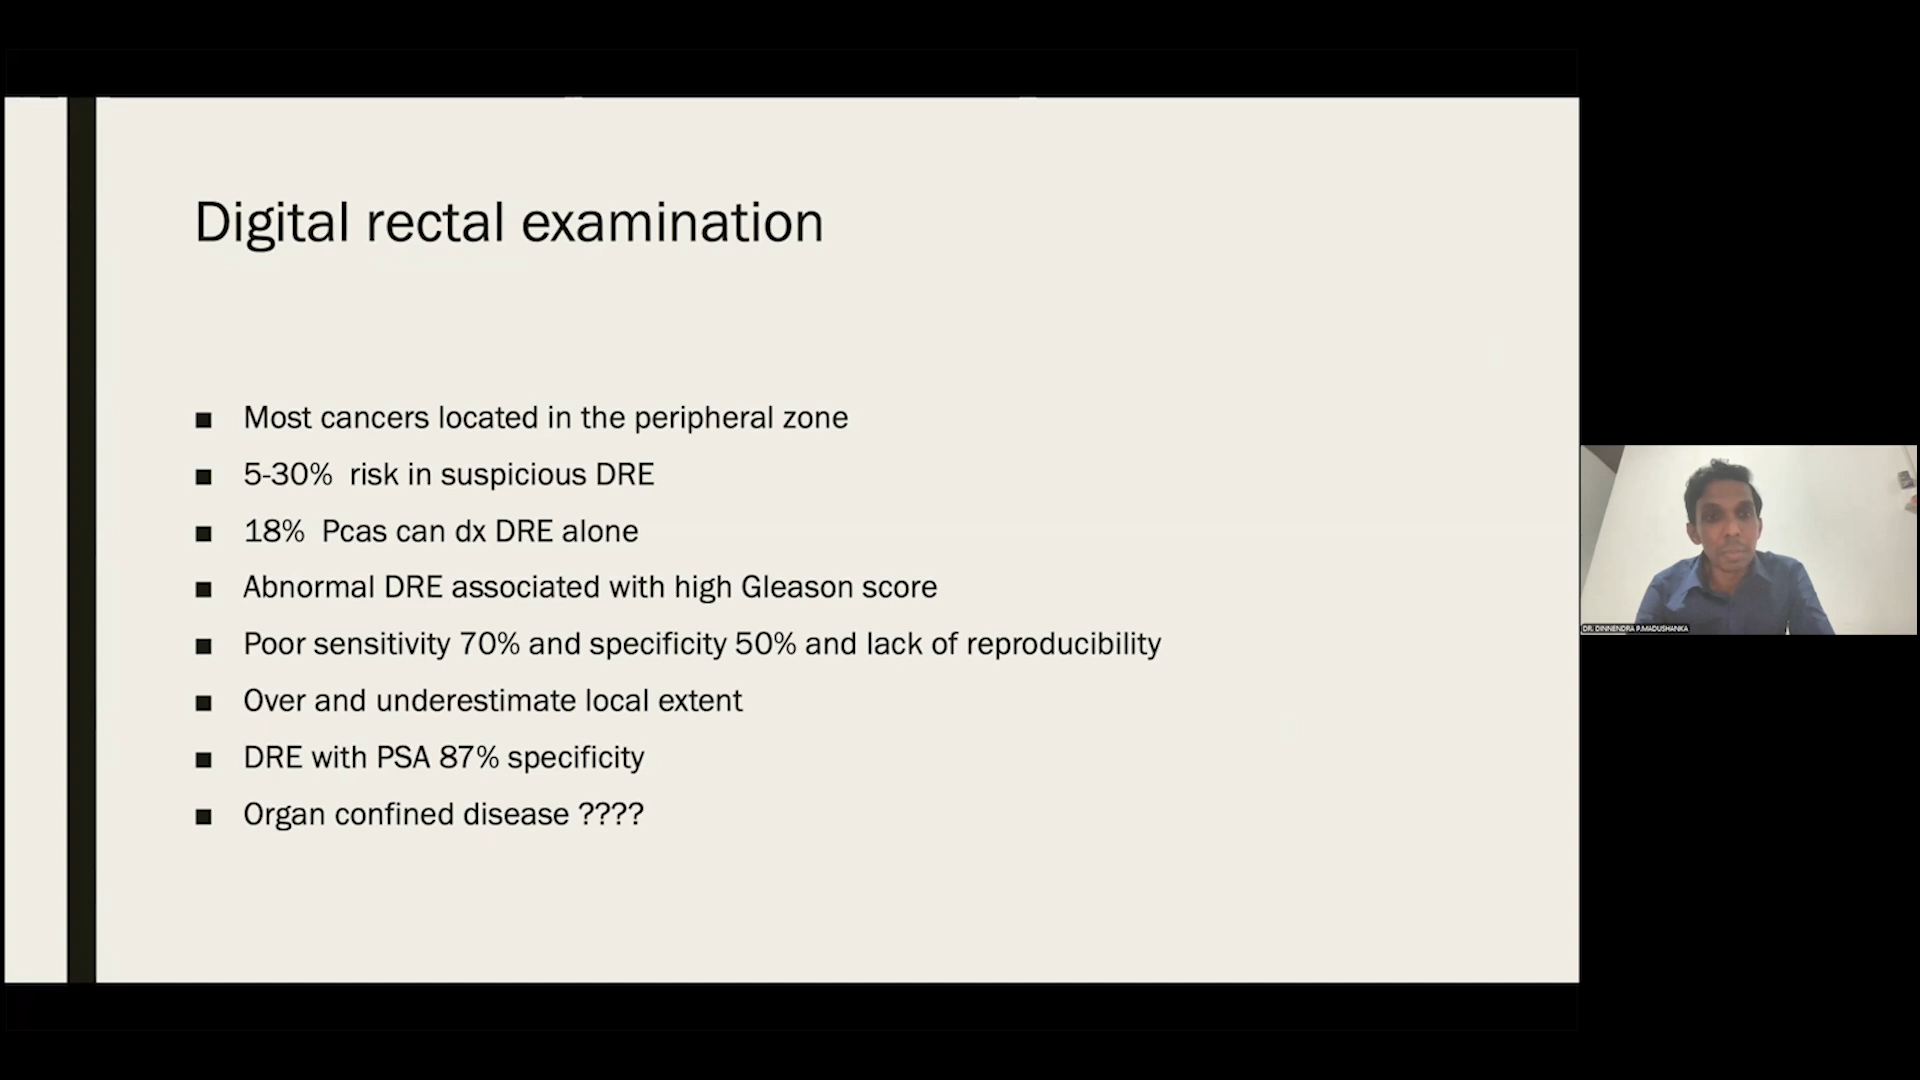 Digital rectal examination
Most cancers located in the peripheral zone
5-30% risk in suspicious DRE
18% Pcas can dx DRE alone
Abnormal DRE associated with high Gleason score
Poor sensitivity 70% and specificity 50% and lack of reproducibility
Over and underestimate local extent
DRE with PSA 87% specificity
Organ confined disease ????
DR. DINNENDRA P.MADUSHANKA